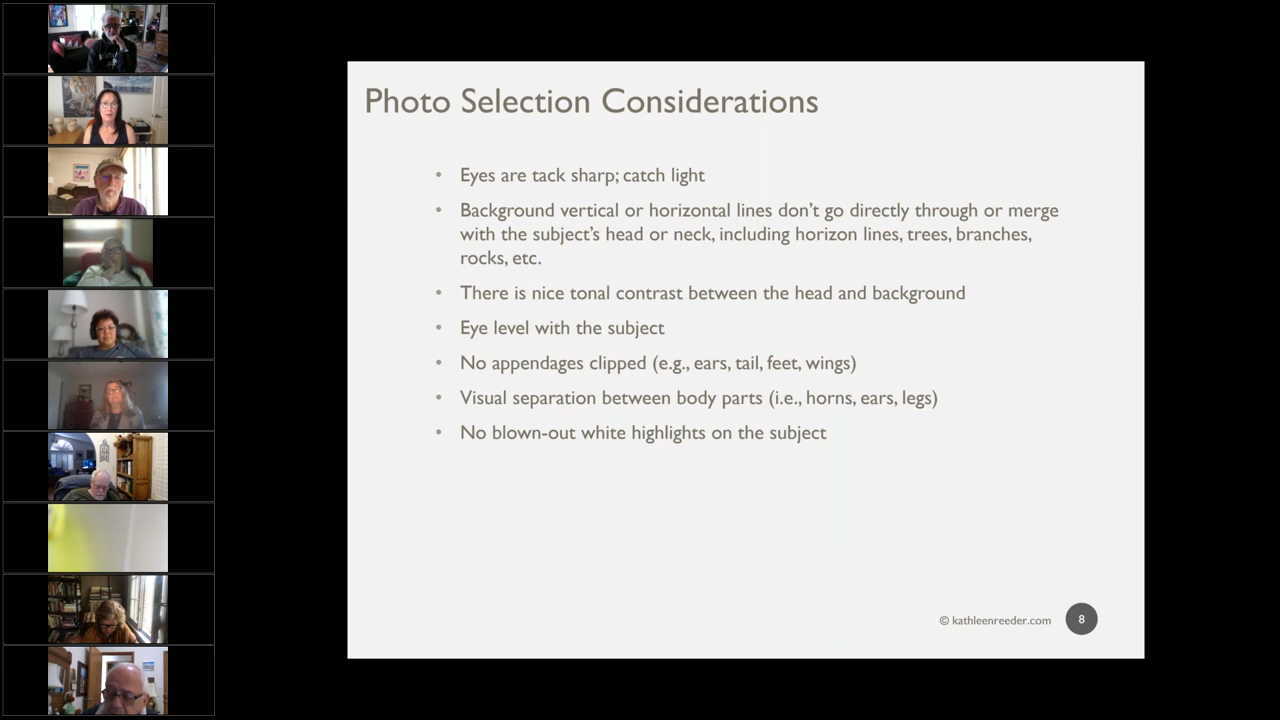 Photo Selection Considerations
• Eyes are tack sharp; catch light
• Background vertical or horizontal lines don’t go directly through or merge
with the subject’s head or neck, including horizon lines, trees, branches,
rocks, etc.
• There is nice tonal contrast between the head and background
• Eye level with the subject
• No appendages clipped (e.g., ears, tail, feet, wings)
• Visual separation between body parts (i.e., horns, ears, legs)
• No blown-out white highlights on the subject
© kathleenreeder.com
8